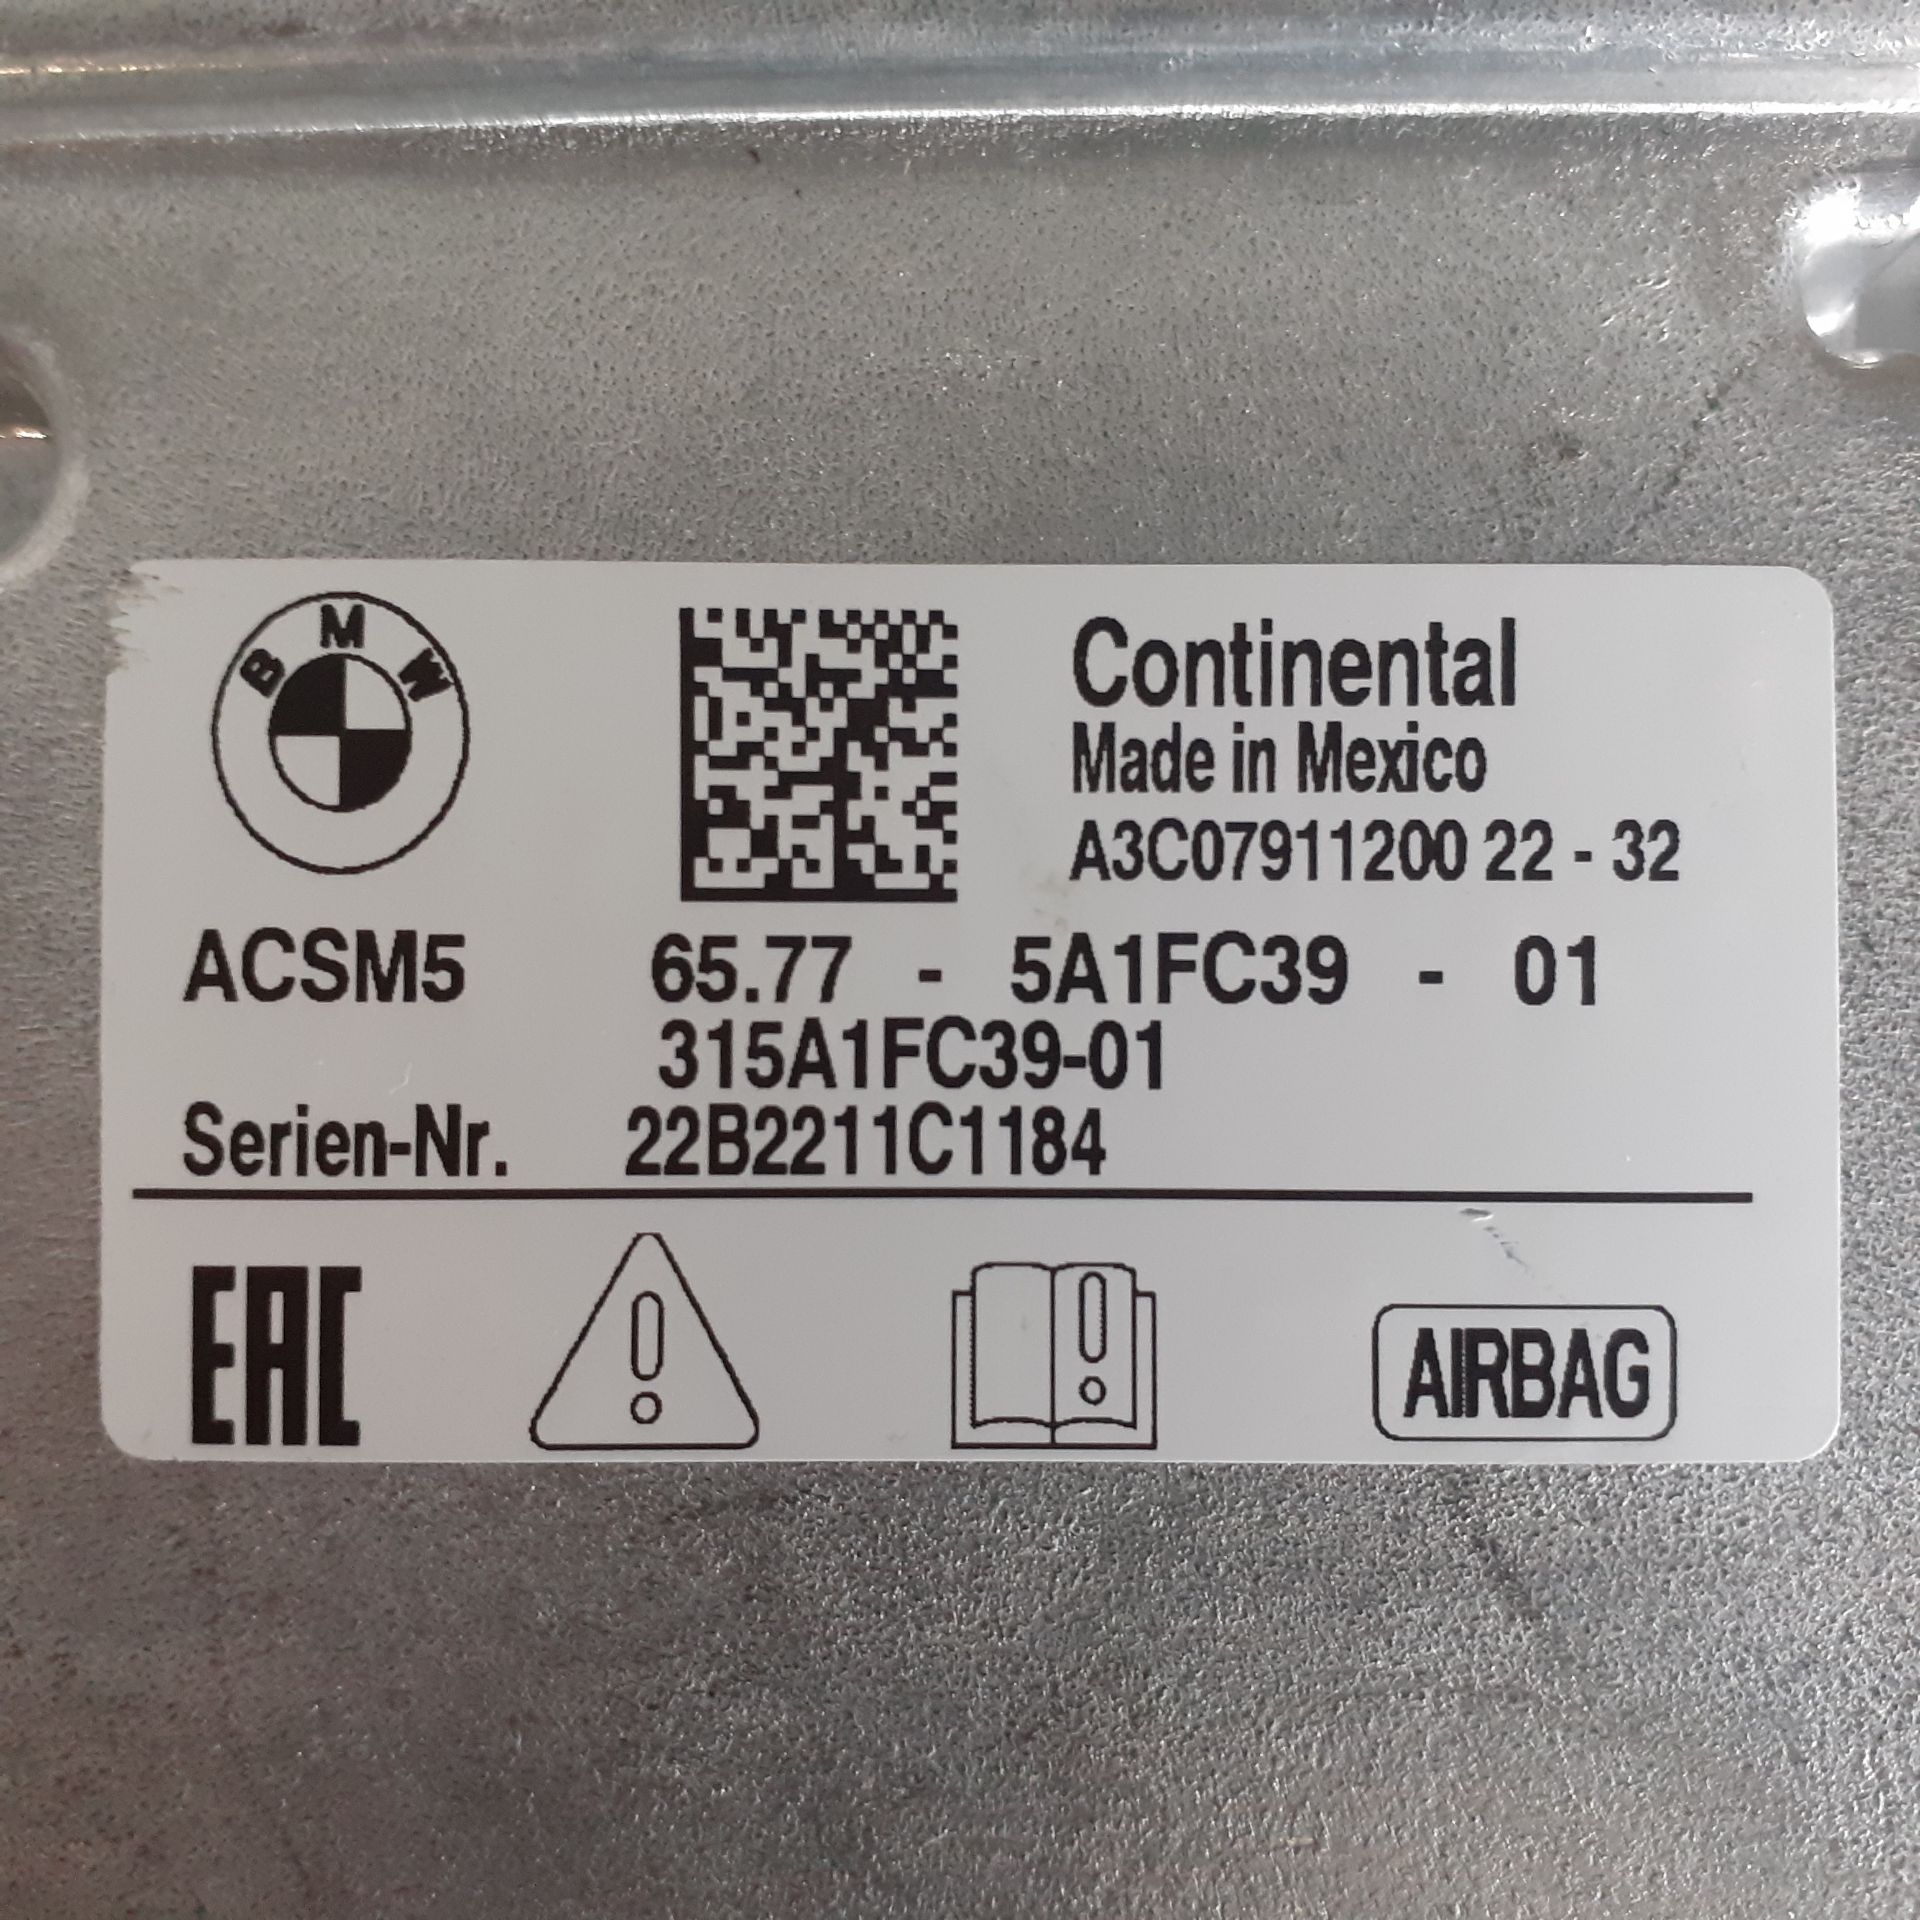 BMW
Continental
Made in Mexico
A3C07911200 22 - 32
ACSM5 65.77 - 5A1FC39 - 01
315A1FC39-01
Serien-Nr. 22B2211C1184
EAC
AIRBAG